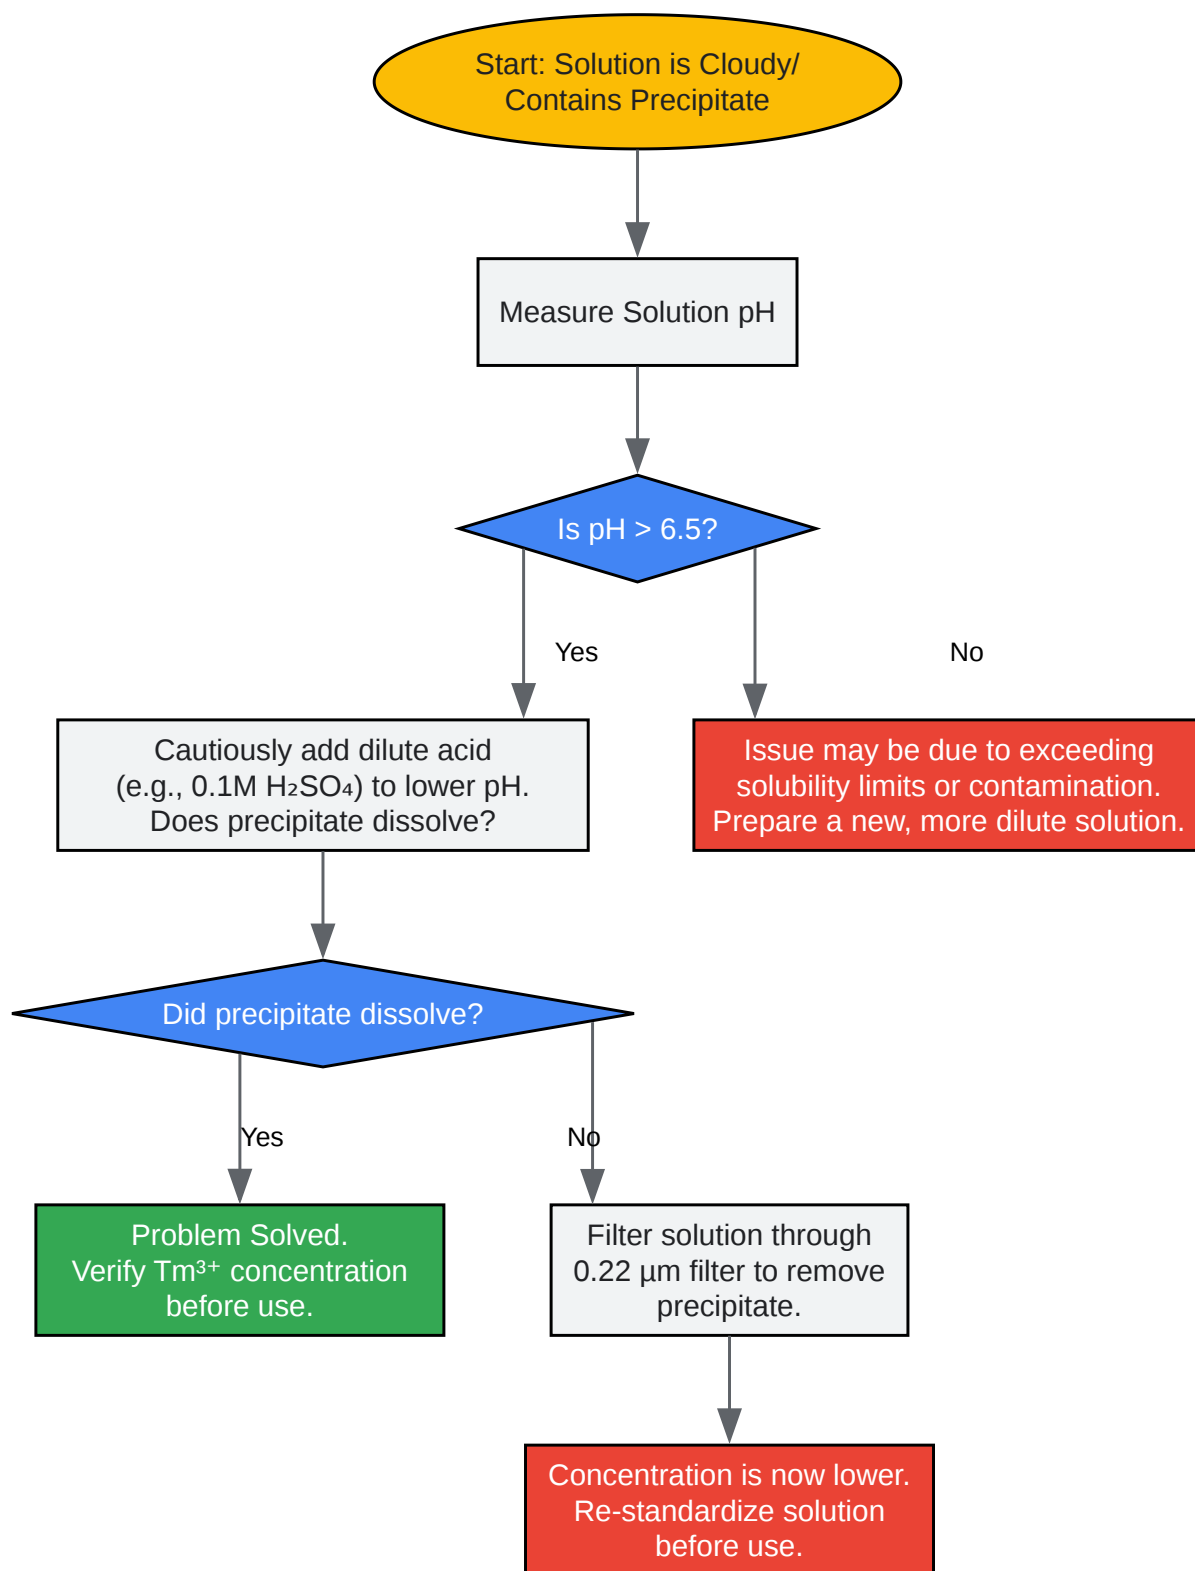 Start: Solution is Cloudy/
Contains Precipitate
Measure Solution pH
Is pH > 6.5?
Yes
No
Cautiously add dilute acid
(e.g., 0.1M H₂SO₄) to lower pH.
Does precipitate dissolve?
Issue may be due to exceeding
solubility limits or contamination.
Prepare a new, more dilute solution.
Did precipitate dissolve?
Yes
No
Problem Solved.
Verify Tm³⁺ concentration
before use.
Filter solution through
0.22 µm filter to remove
precipitate.
Concentration is now lower.
Re-standardize solution
before use.